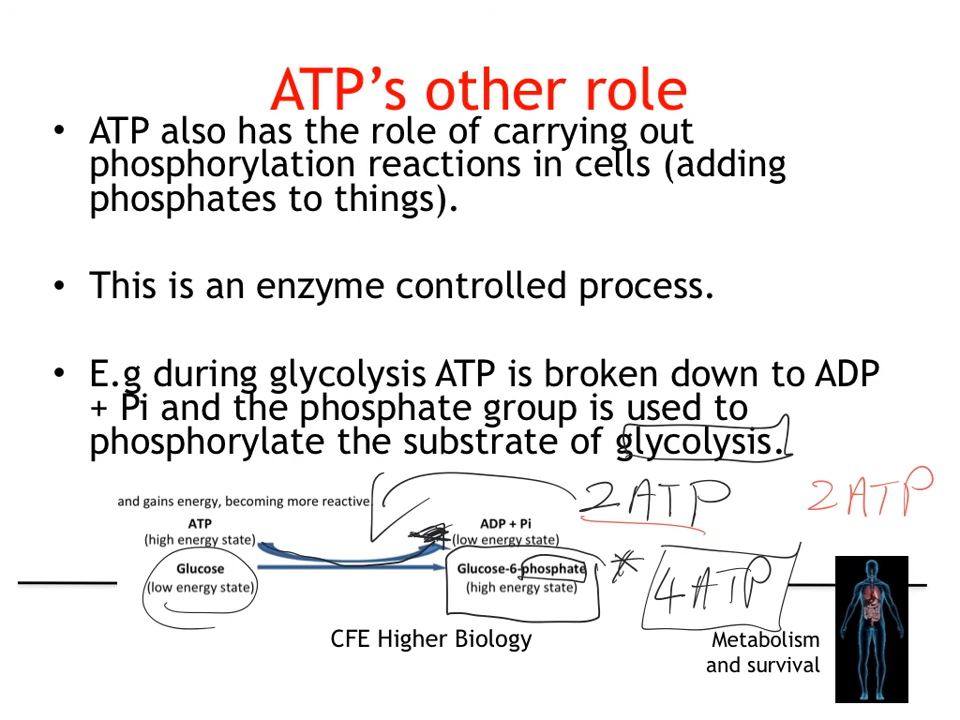 ATP's other role
• ATP also has the role of carrying out
phosphorylation reactions in cells (adding
phosphates to things).
• This is an enzyme controlled process.
• E.g during glycolysis ATP is broken down to ADP
+ Pi and the phosphate group is used to
phosphorylate the substrate of glycolysis.
and gains energy, becoming more reactive.
2ATP 2ATP
ATP ADP + Pi
(high energy state) (low energy state)
Glucose Glucose-6-phosphate *
(low energy state) (high energy state)
4ATP
CFE Higher Biology
Metabolism
and survival